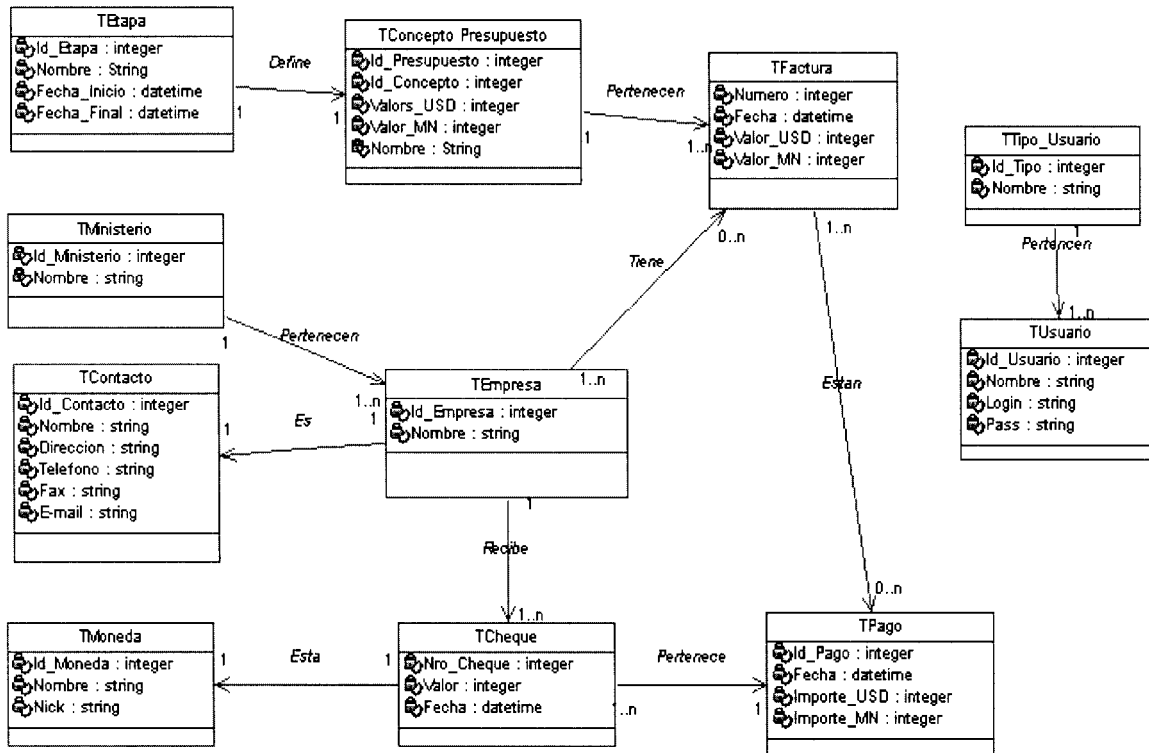 TEtapa
Id_Etapa : integer
Nombre : String
Fecha_Inicio : datetime
Fecha_Final : datetime
Define
1
1
TConcepto Presupuesto
Id_Presupuesto : integer
Id_Concepto : integer
Valors_USD : integer
Valor_MN : integer
Nombre : String
Pertenecen
1
1..n
TFactura
Numero : integer
Fecha : datetime
Valor_USD : integer
Valor_MN : integer
TTipo_Usuario
Id_Tipo : integer
Nombre : string
1
Pertencen
1..n
TUsuario
Id_Usuario : integer
Nombre : string
Login : string
Pass : string
TMinisterio
Id_Ministerio : integer
Nombre : string
1
Pertenecen
1..n
0..n
Tiene
1..n
1..n
Estan
0..n
TContacto
Id_Contacto : integer
Nombre : string
Direccion : string
Telefono : string
Fax : string
E-mail : string
1
Es
1
TEmpresa
Id_Empresa : integer
Nombre : string
1
Recibe
1..n
TMoneda
Id_Moneda : integer
Nombre : string
Nick : string
1
Esta
1
TCheque
Nro_Cheque : integer
Valor : integer
Fecha : datetime
Pertenece
1..n
1
TPago
Id_Pago : integer
Fecha : datetime
Importe_USD : integer
Importe_MN : integer